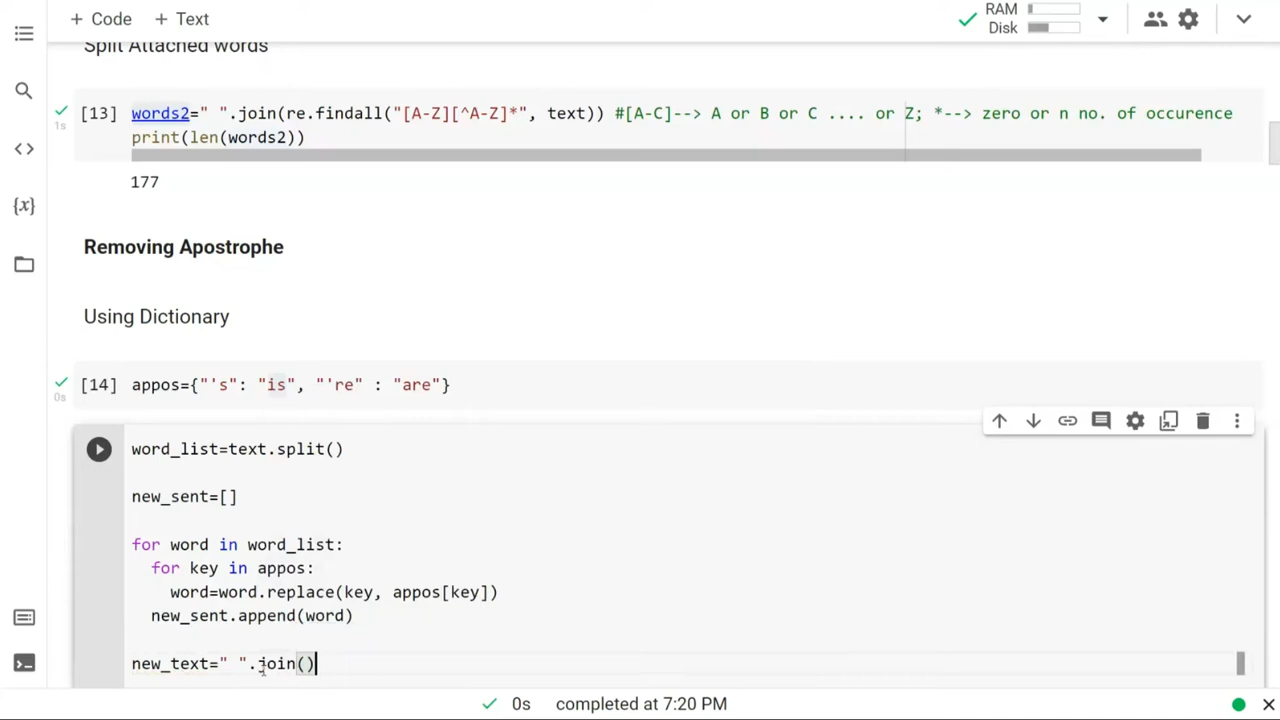 + Code + Text
RAM
Disk
Split Attached words
[13] words2=" ".join(re.findall("[A-Z][^A-Z]*", text)) #[A-C]--> A or B or C .... or Z; *--> zero or n no. of occurence
1s
print(len(words2))
177
Removing Apostrophe
Using Dictionary
[14] appos={"'s": "is", "'re" : "are"}
0s
word_list=text.split()
new_sent=[]
for word in word_list:
for key in appos:
word=word.replace(key, appos[key])
new_sent.append(word)
new_text=" ".join()
0s completed at 7:20 PM